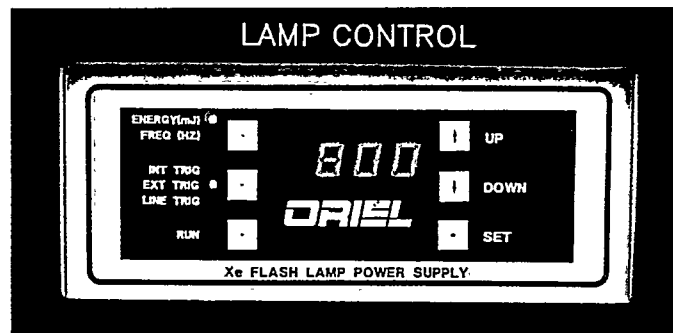 LAMP CONTROL
ENERGY(mJ)
FREQ (HZ)
INT TRIG
EXT TRIG
LINE TRIG
RUN
800
ORIEL
UP
DOWN
SET
Xe FLASH LAMP POWER SUPPLY